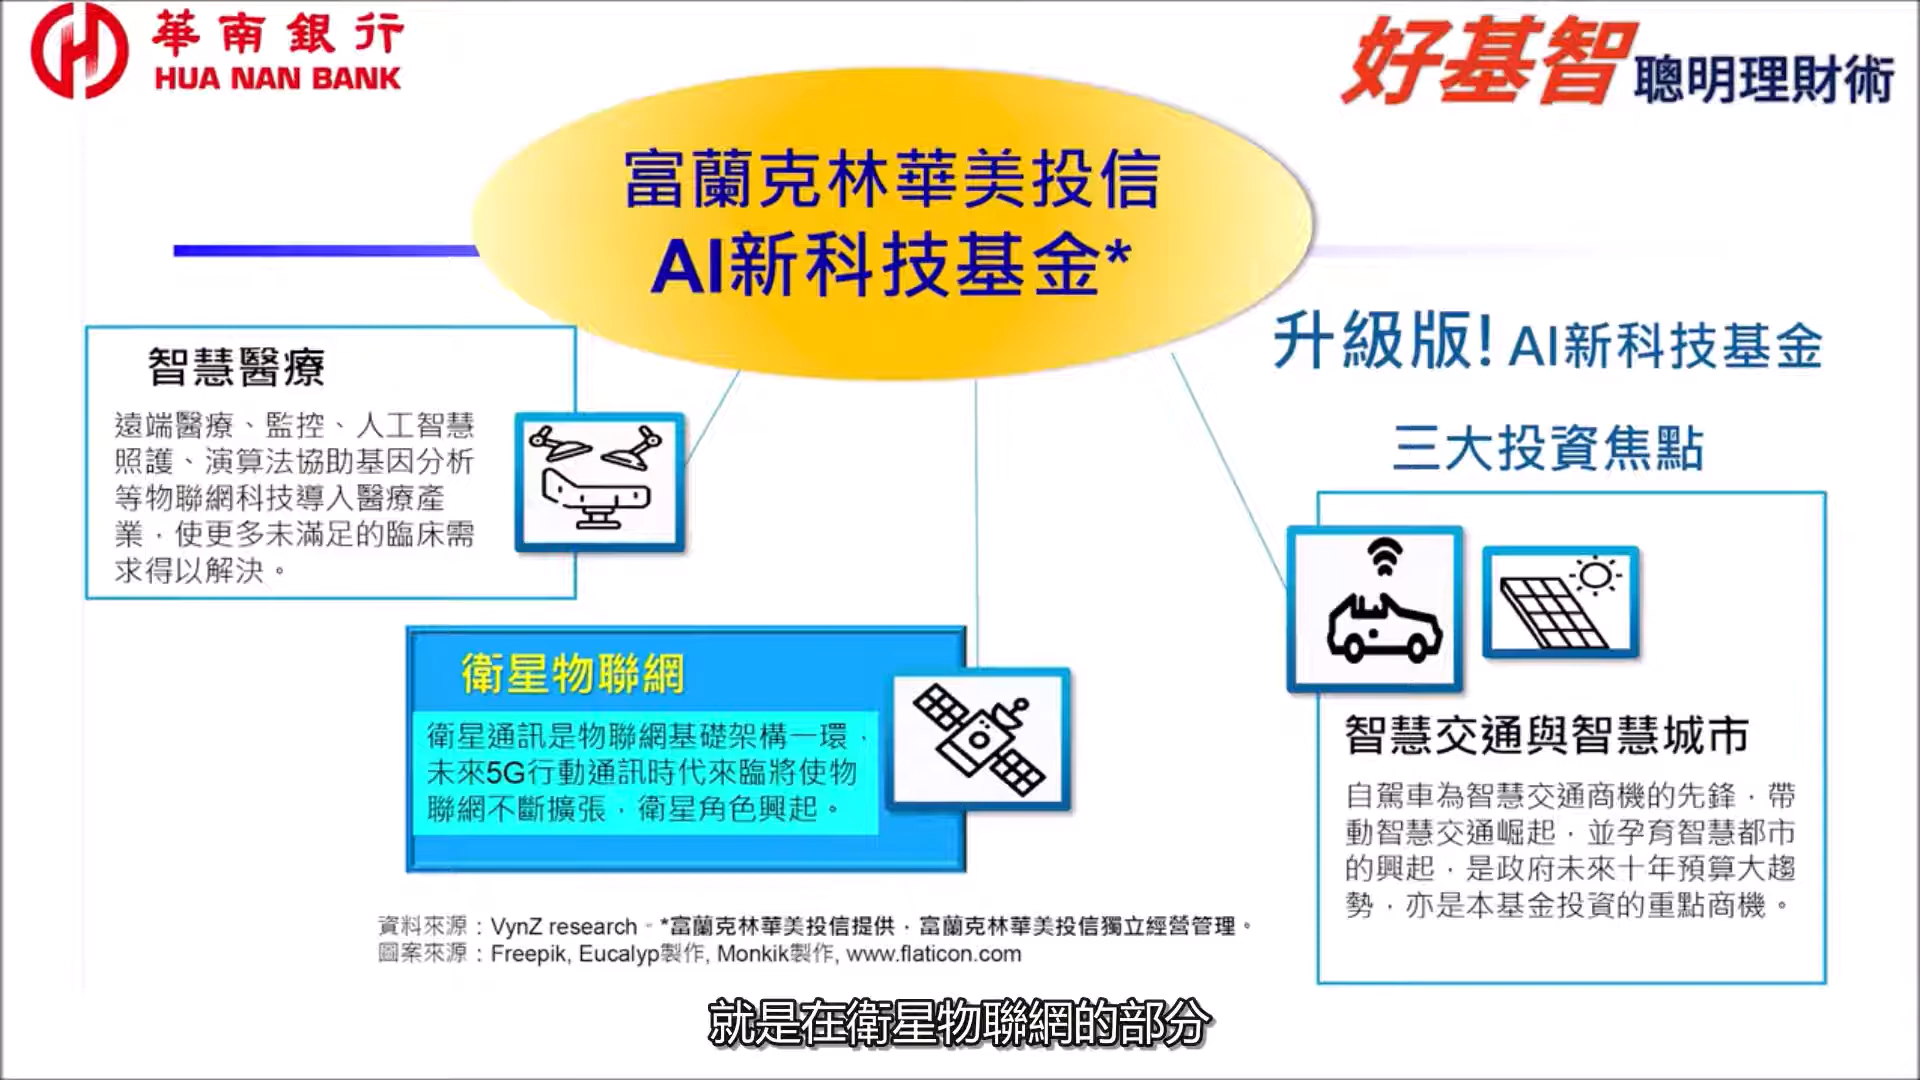 華南銀行
HUA NAN BANK
好基智 聰明理財術
富蘭克林華美投信
AI新科技基金*
升級版! AI新科技基金
三大投資焦點
智慧醫療
遠端醫療、監控、人工智慧
照護、演算法協助基因分析
等物聯網科技導入醫療產
業，使更多未滿足的臨床需
求得以解決。
衛星物聯網
衛星通訊是物聯網基礎架構一環，
未來5G行動通訊時代來臨將使物
聯網不斷擴張，衛星角色興起。
智慧交通與智慧城市
自駕車為智慧交通商機的先鋒，帶
動智慧交通崛起，並孕育智慧都市
的興起，是政府未來十年預算大趨
勢，亦是本基金投資的重點商機。
資料來源：VynZ research。*富蘭克林華美投信提供，富蘭克林華美投信獨立經營管理。
圖案來源：Freepik, Eucalyp製作, Monkik製作, www.flaticon.com
就是在衛星物聯網的部分